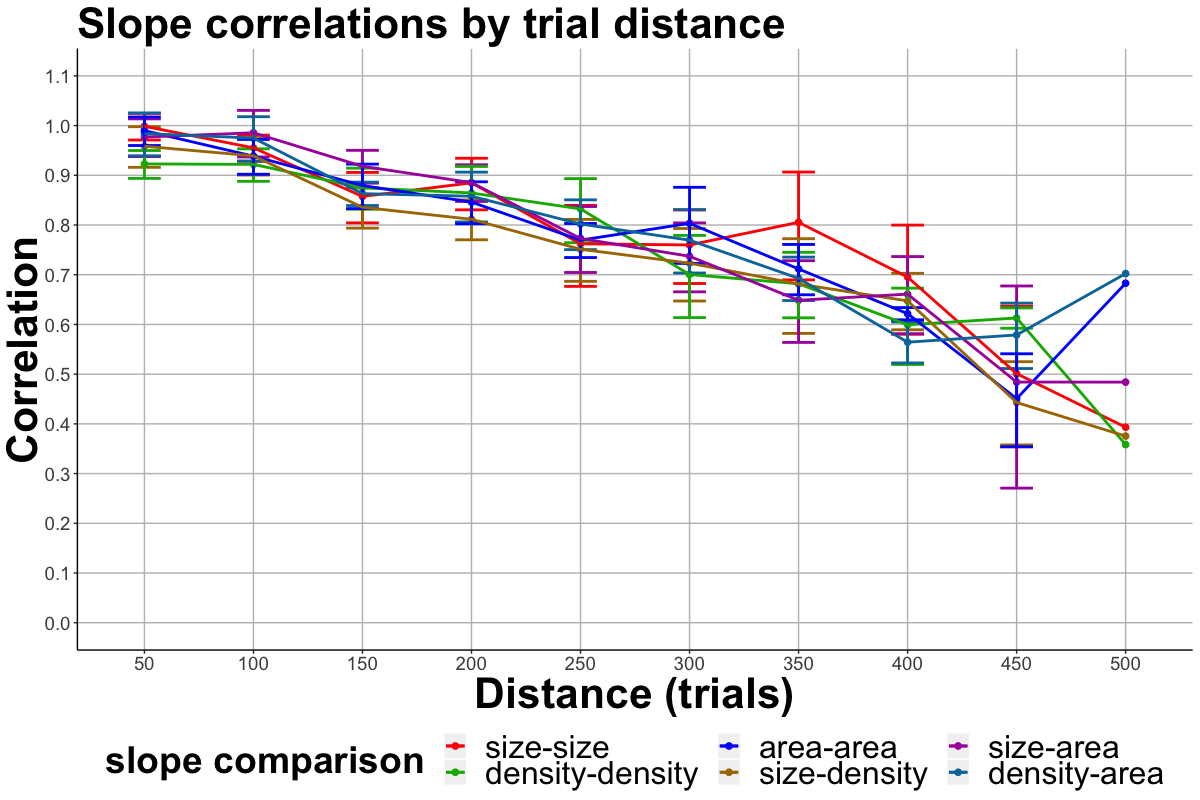 Slope correlations by trial distance
1.1
1.0
0.9
0.8
0.7
0.6
0.5
0.4
0.3
0.2
0.1
0.0
Correlation
50 100 150 200 250 300 350 400 450 500
Distance (trials)
slope comparison
size-size area-area size-area
density-density size-density density-area